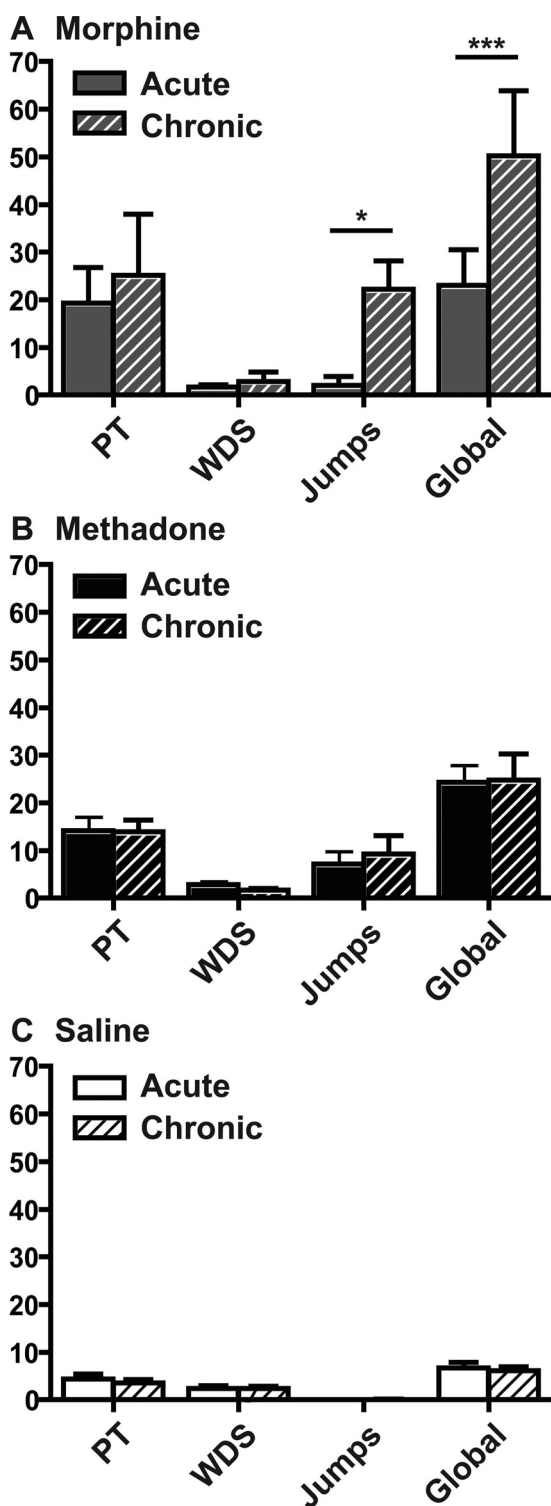 A Morphine
70
60
50
40
30
20
10
0
Acute
Chronic
*
***
PT
WDS
Jumps
Global
B Methadone
70
60
50
40
30
20
10
0
Acute
Chronic
PT
WDS
Jumps
Global
C Saline
70
60
50
40
30
20
10
0
Acute
Chronic
PT
WDS
Jumps
Global